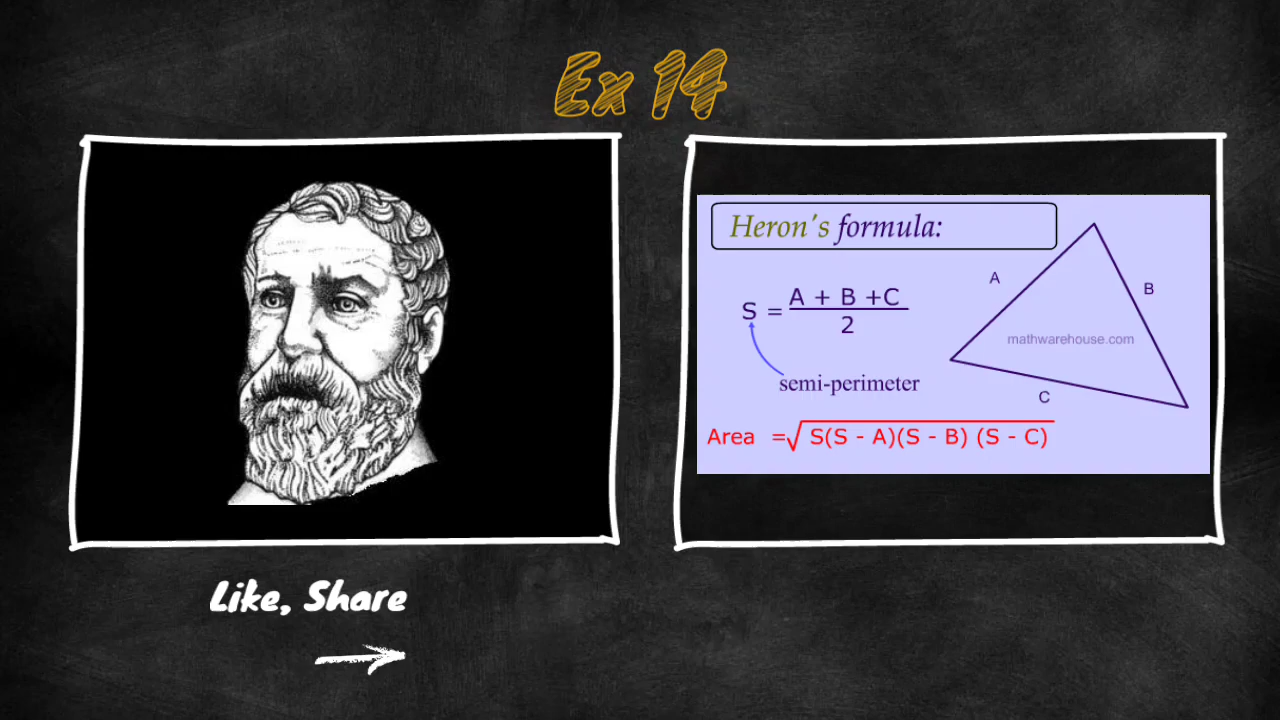 Ex 14
Heron's formula:
A
B
S = A + B +C
2
mathwarehouse.com
semi-perimeter
C
Area =√ S(S - A)(S - B) (S - C)
Like, Share